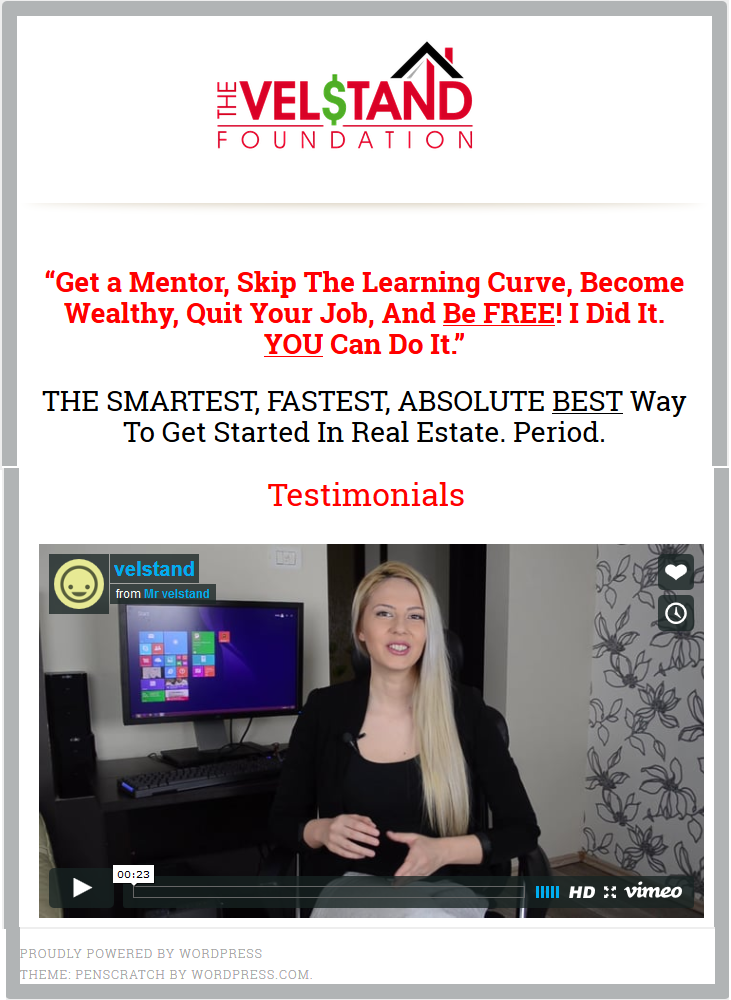 THE VEL$TAND
FOUNDATION
“Get a Mentor, Skip The Learning Curve, Become
Wealthy, Quit Your Job, And Be FREE! I Did It.
YOU Can Do It.”
THE SMARTEST, FASTEST, ABSOLUTE BEST Way
To Get Started In Real Estate. Period.
Testimonials
velstand
from Mr velstand
Start
00:23
HD vimeo
PROUDLY POWERED BY WORDPRESS
THEME: PENSCRATCH BY WORDPRESS.COM.